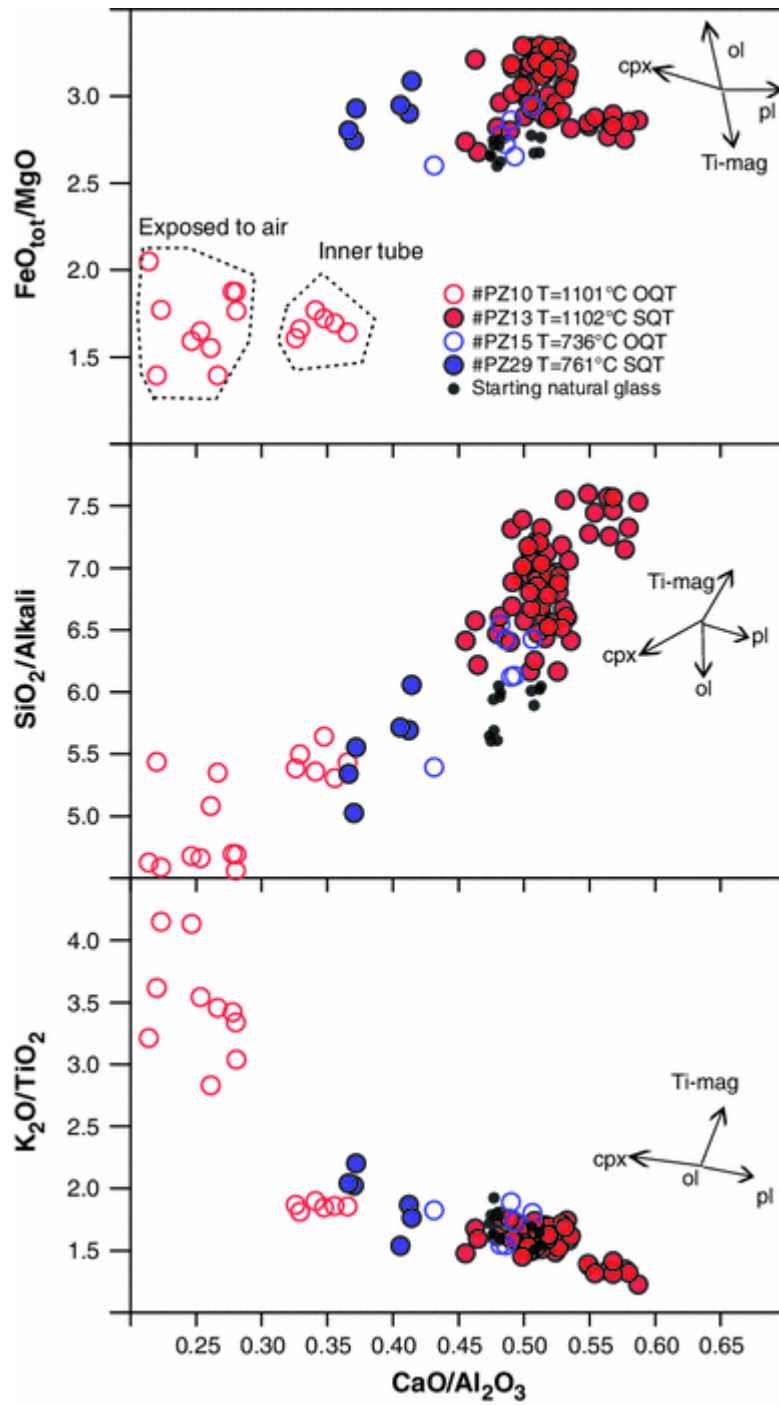 3.0
2.5
2.0
1.5
FeO_tot/MgO
Exposed to air
Inner tube
cpx
ol
pl
Ti-mag
#PZ10 T=1101°C OQT
#PZ13 T=1102°C SQT
#PZ15 T=736°C OQT
#PZ29 T=761°C SQT
Starting natural glass
7.5
7.0
6.5
6.0
5.5
5.0
SiO₂/Alkali
Ti-mag
cpx
pl
ol
4.0
3.5
3.0
2.5
2.0
1.5
K₂O/TiO₂
Ti-mag
cpx
ol
pl
0.25 0.30 0.35 0.40 0.45 0.50 0.55 0.60 0.65
CaO/Al₂O₃